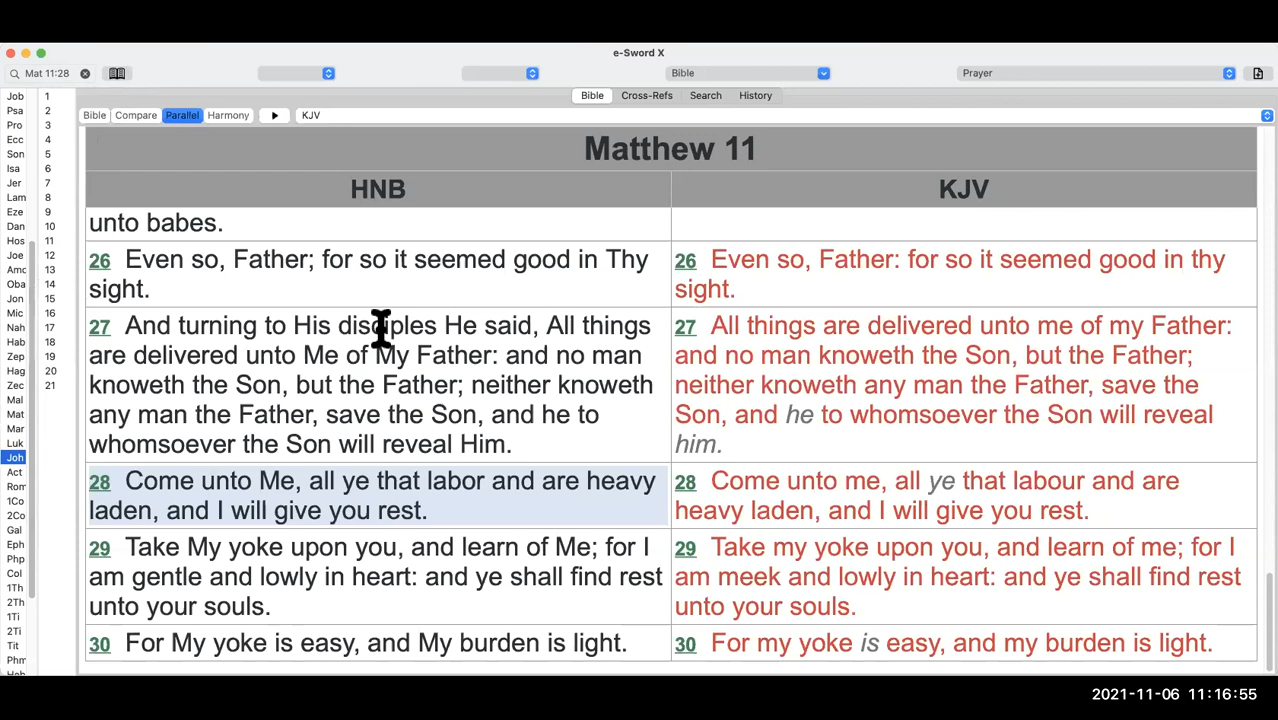 e-Sword X
Mat 11:28
Bible
Prayer
Bible Cross-Refs Search History
Bible Compare Parallel Harmony KJV
Job
Psa
Pro
Ecc
Son
Isa
Jer
Lam
Eze
Dan
Hos
Joe
Amo
Oba
Jon
Mic
Nah
Hab
Zep
Hag
Zec
Mal
Mat
Mar
Luk
Joh
Act
Rom
1Co
2Co
Gal
Eph
Php
Col
1Th
2Th
1Ti
2Ti
Tit
Phm
1
2
3
4
5
6
7
8
9
10
11
12
13
14
15
16
17
18
19
20
21
Matthew 11
HNB
unto babes.
26 Even so, Father; for so it seemed good in Thy
sight.
27 And turning to His disciples He said, All things
are delivered unto Me of My Father: and no man
knoweth the Son, but the Father; neither knoweth
any man the Father, save the Son, and he to
whomsoever the Son will reveal Him.
28 Come unto Me, all ye that labor and are heavy
laden, and I will give you rest.
29 Take My yoke upon you, and learn of Me; for I
am gentle and lowly in heart: and ye shall find rest
unto your souls.
30 For My yoke is easy, and My burden is light.
KJV
26 Even so, Father: for so it seemed good in thy
sight.
27 All things are delivered unto me of my Father:
and no man knoweth the Son, but the Father;
neither knoweth any man the Father, save the
Son, and he to whomsoever the Son will reveal
him.
28 Come unto me, all ye that labour and are
heavy laden, and I will give you rest.
29 Take my yoke upon you, and learn of me; for I
am meek and lowly in heart: and ye shall find rest
unto your souls.
30 For my yoke is easy, and my burden is light.
2021-11-06 11:16:55